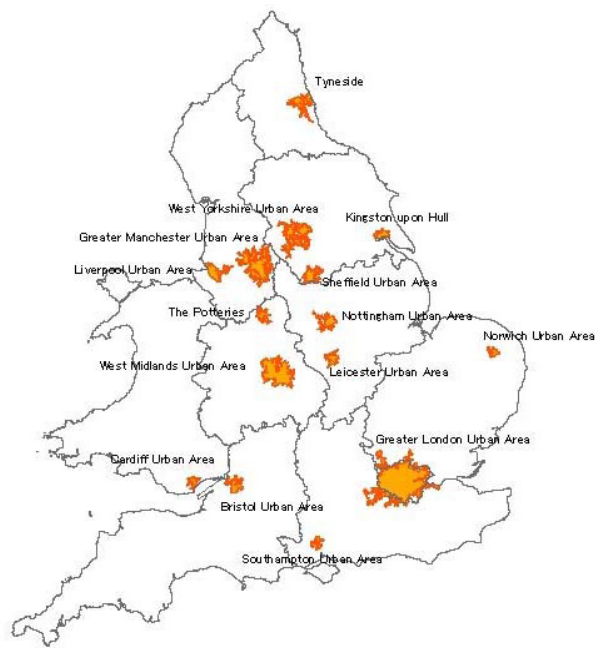 Tyneside
West Yorkshire Urban Area
Kingston upon Hull
Greater Manchester Urban Area
Liverpool Urban Area
Sheffield Urban Area
The Potteries
Nottingham Urban Area
Norwich Urban Area
West Midlands Urban Area
Leicester Urban Area
Greater London Urban Area
Cardiff Urban Area
Bristol Urban Area
Southampton Urban Area